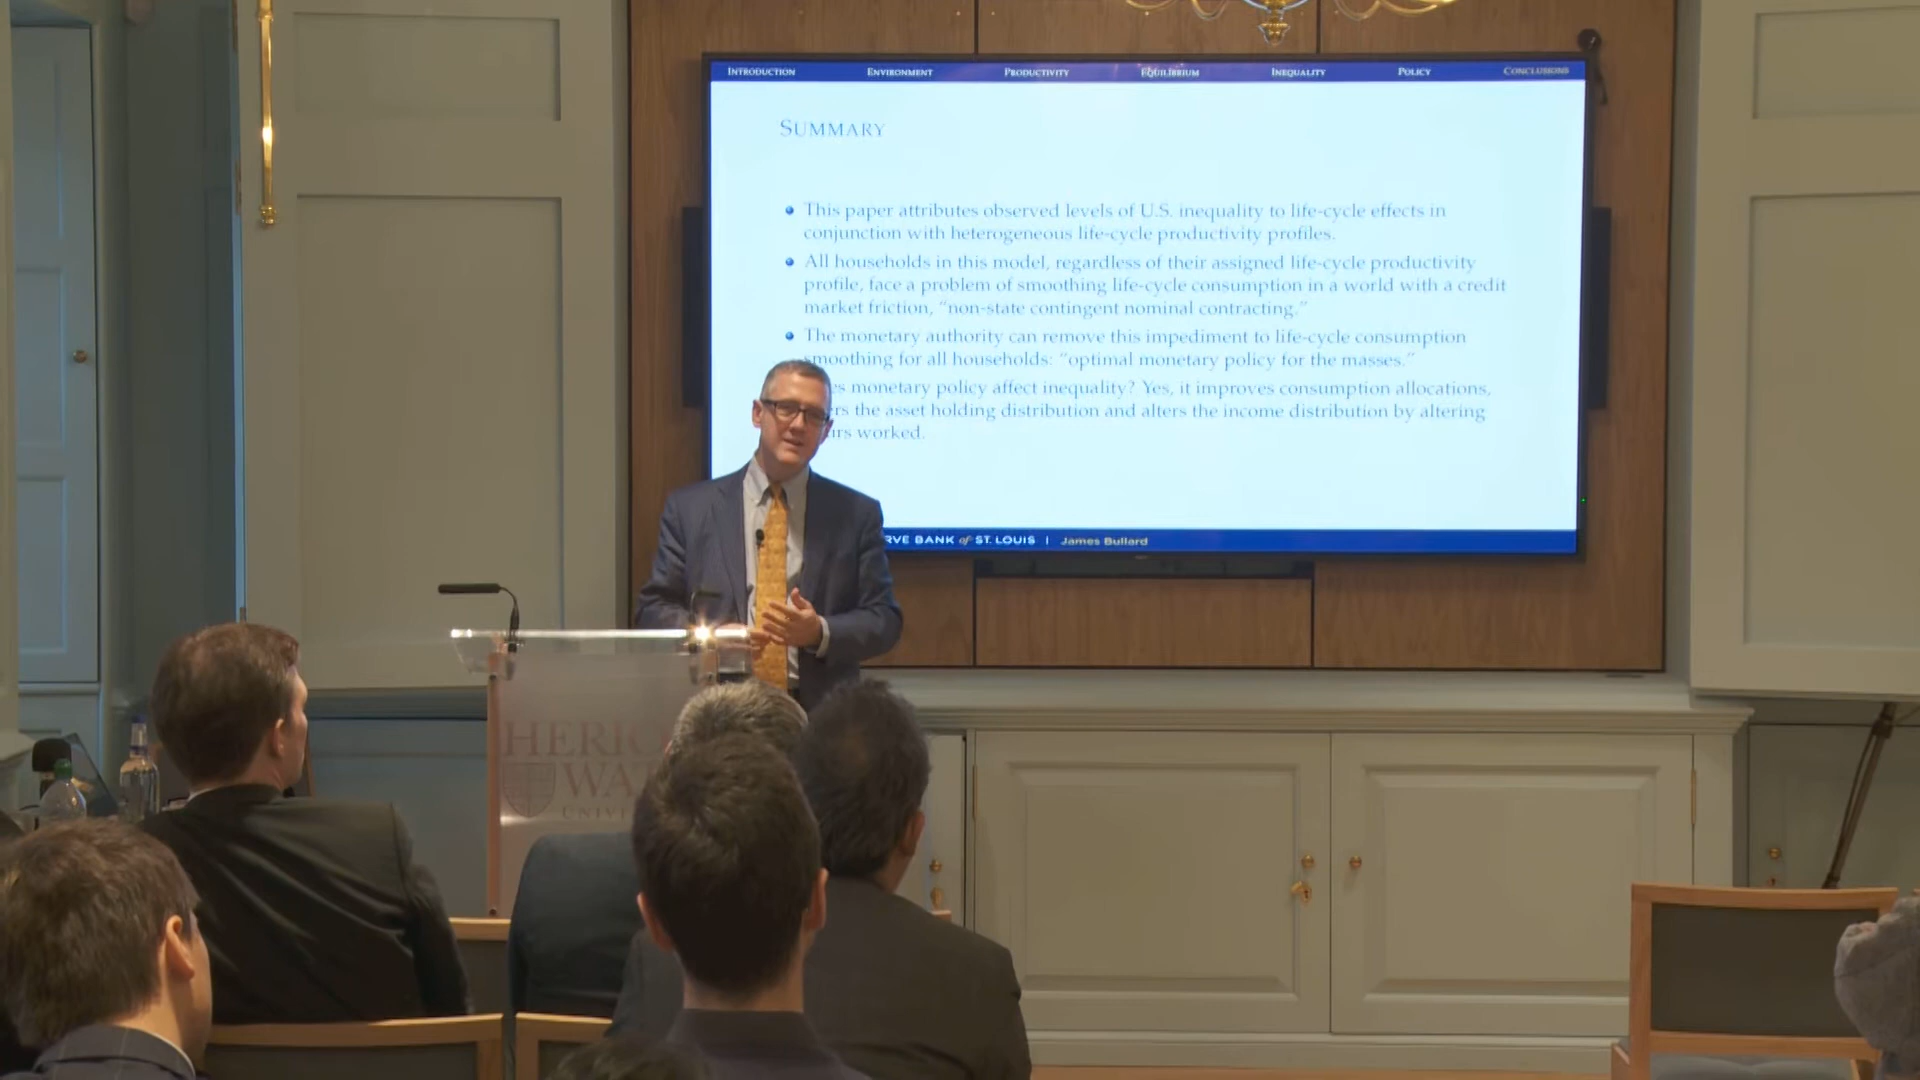 INTRODUCTION ENVIRONMENT PRODUCTIVITY EQUILIBRIUM INEQUALITY POLICY CONCLUSIONS
SUMMARY
This paper attributes observed levels of U.S. inequality to life-cycle effects in
conjunction with heterogeneous life-cycle productivity profiles.
All households in this model, regardless of their assigned life-cycle productivity
profile, face a problem of smoothing life-cycle consumption in a world with a credit
market friction, “non-state contingent nominal contracting.”
The monetary authority can remove this impediment to life-cycle consumption
smoothing for all households: “optimal monetary policy for the masses.”
monetary policy affect inequality? Yes, it improves consumption allocations,
the asset holding distribution and alters the income distribution by altering
worked.
BANK of ST. LOUIS | James Bullard